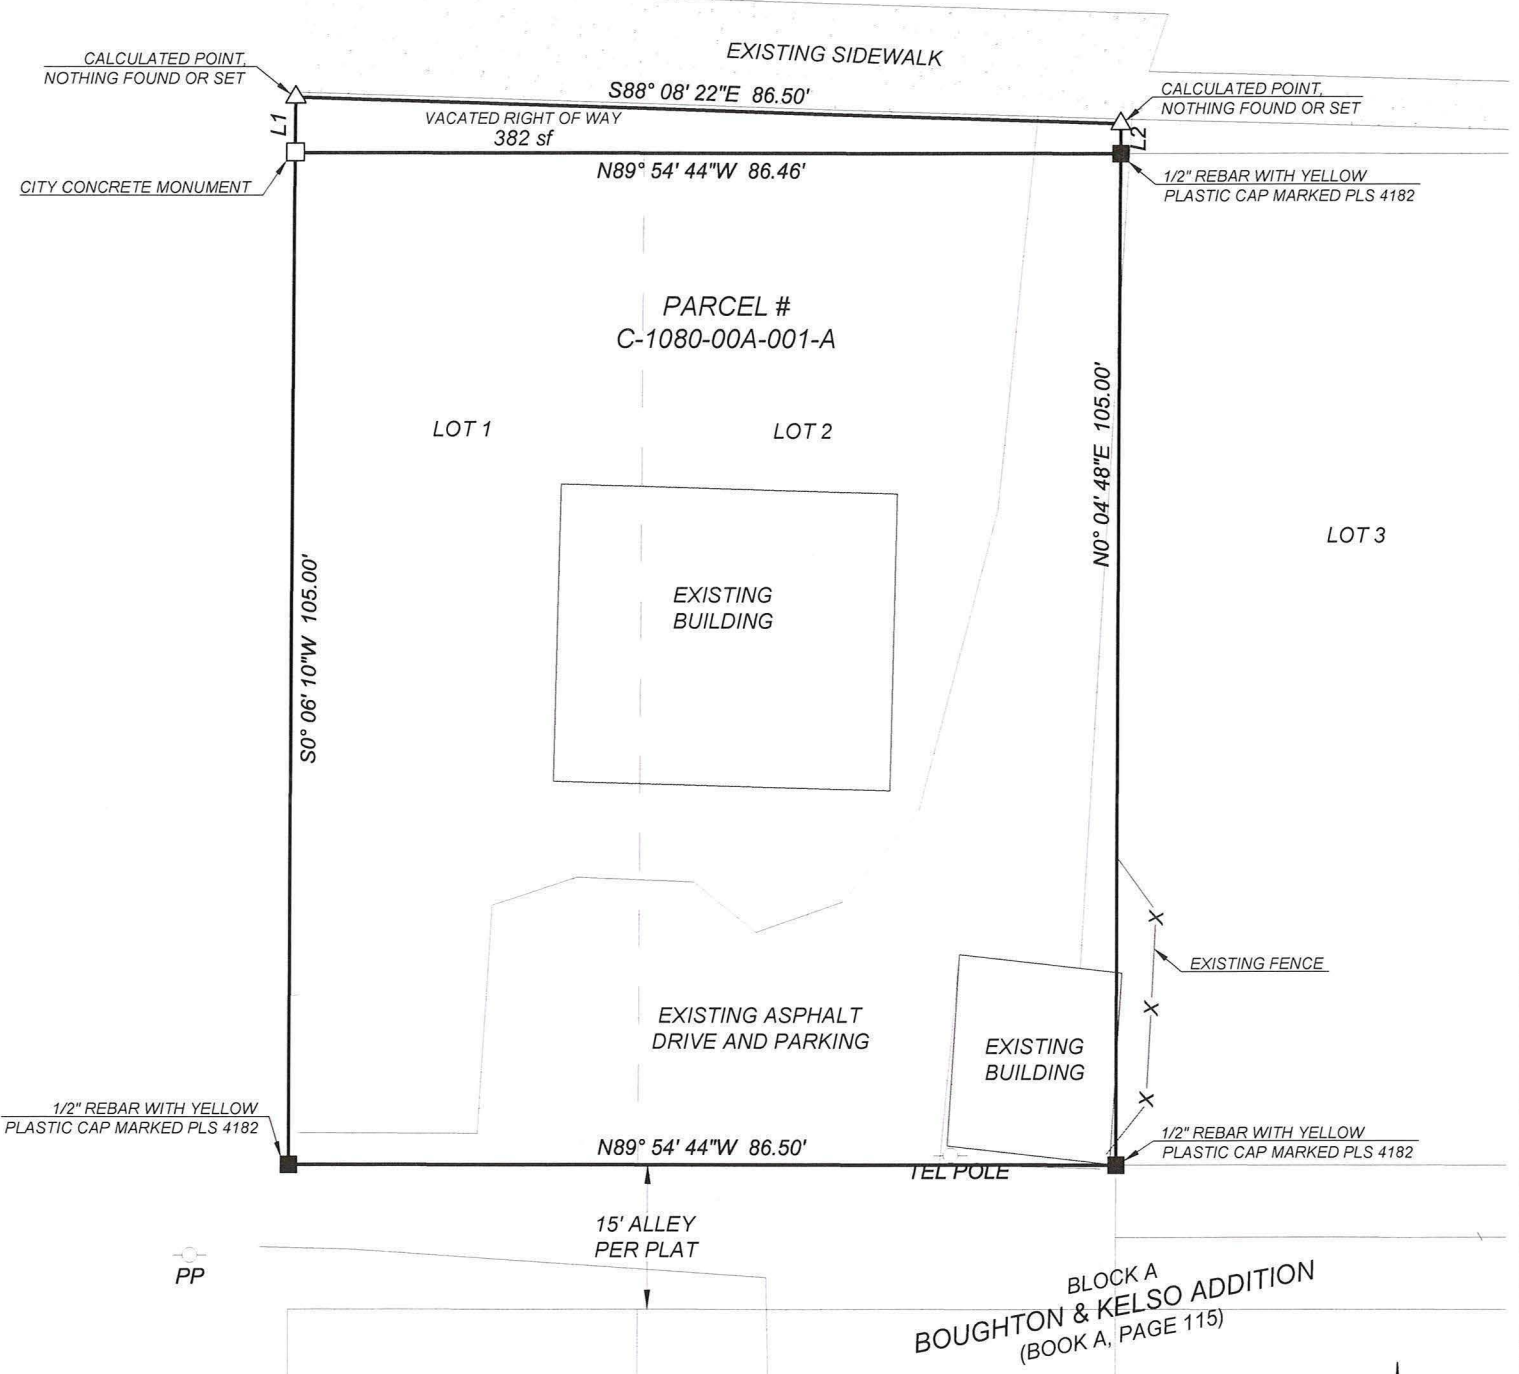 EXISTING SIDEWALK
CALCULATED POINT,
NOTHING FOUND OR SET
S88° 08' 22"E 86.50'
CALCULATED POINT,
NOTHING FOUND OR SET
L1
VACATED RIGHT OF WAY
382 sf
L2
CITY CONCRETE MONUMENT
N89° 54' 44"W 86.46'
1/2" REBAR WITH YELLOW
PLASTIC CAP MARKED PLS 4182
PARCEL #
C-1080-00A-001-A
LOT 1
LOT 2
N0° 04' 48"E 105.00'
LOT 3
EXISTING
BUILDING
S0° 06' 10"W 105.00'
X
EXISTING FENCE
X
X
EXISTING ASPHALT
DRIVE AND PARKING
EXISTING
BUILDING
1/2" REBAR WITH YELLOW
PLASTIC CAP MARKED PLS 4182
N89° 54' 44"W 86.50'
TEL POLE
1/2" REBAR WITH YELLOW
PLASTIC CAP MARKED PLS 4182
15' ALLEY
PER PLAT
PP
BLOCK A
BOUGHTON & KELSO ADDITION
(BOOK A, PAGE 115)